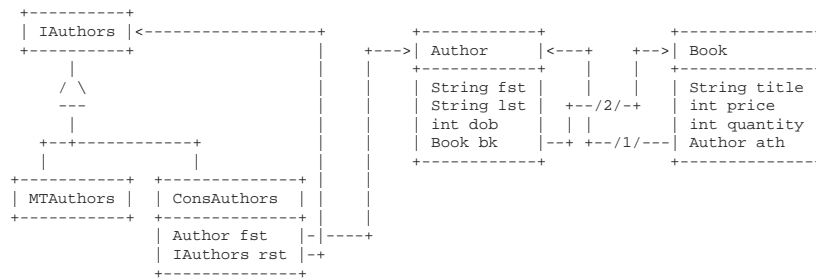 IAuthors
Author
Book
String fst
String lst
int dob
Book bk
/2/
/1/
String title
int price
int quantity
Author ath
MTAuthors
ConsAuthors
Author fst
IAuthors rst